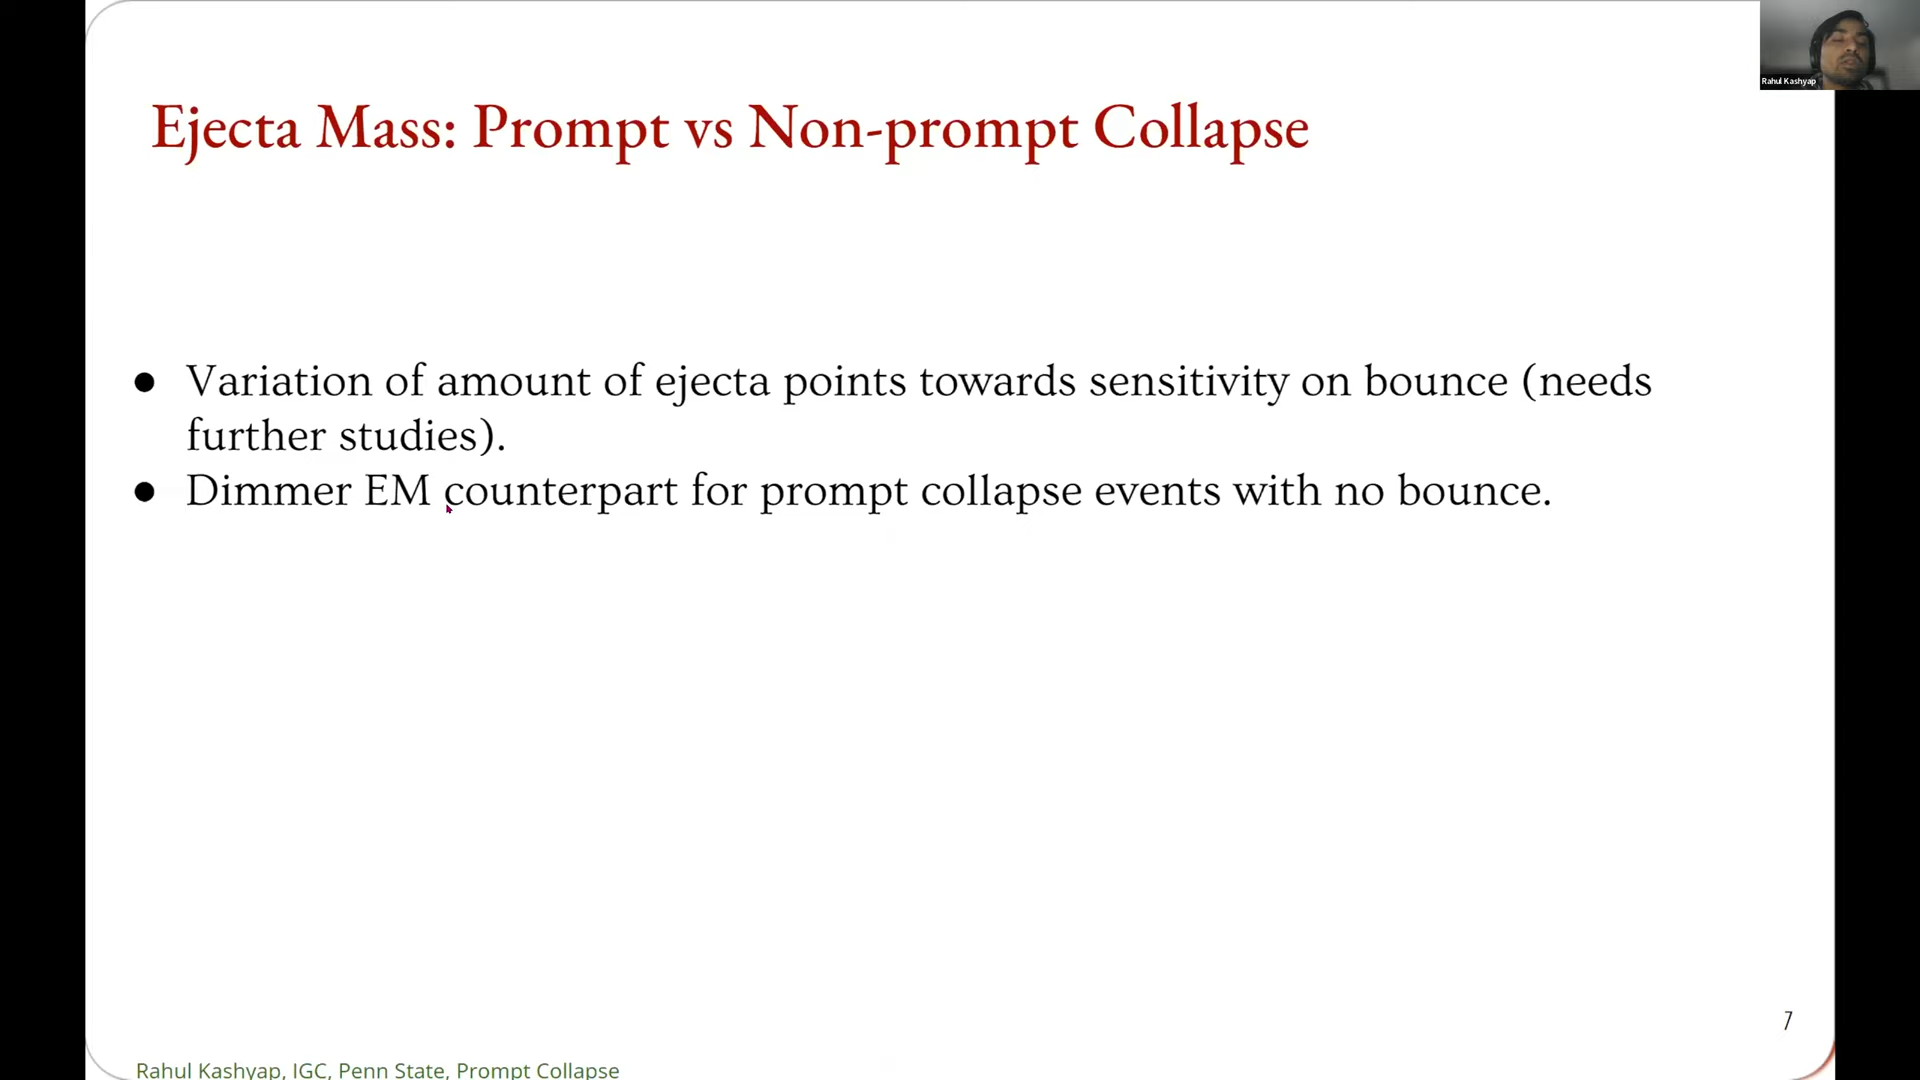 Rahul Kashyap
Ejecta Mass: Prompt vs Non-prompt Collapse
● Variation of amount of ejecta points towards sensitivity on bounce (needs
further studies).
● Dimmer EM counterpart for prompt collapse events with no bounce.
7
Rahul Kashyap, IGC, Penn State, Prompt Collapse